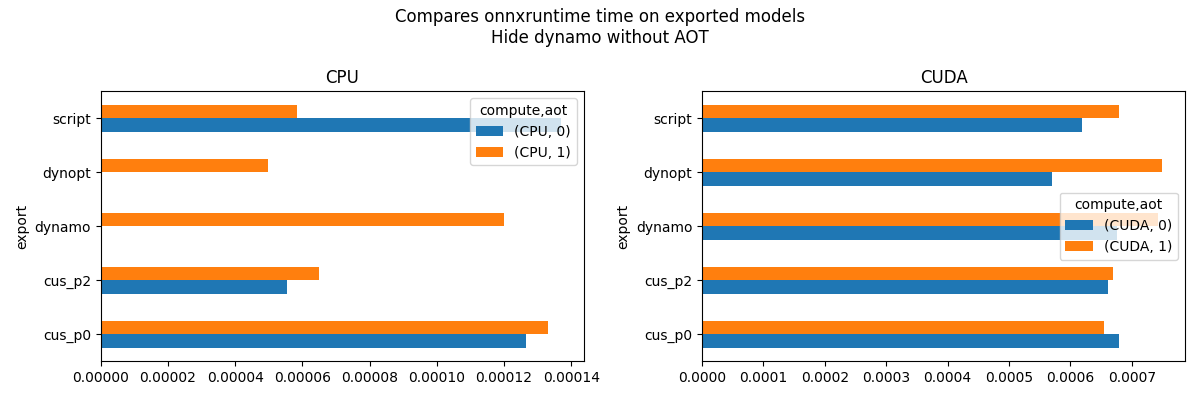 Compares onnxruntime time on exported models
Hide dynamo without AOT
CPU
export
script
dynopt
dynamo
cus_p2
cus_p0
compute,aot
(CPU, 0)
(CPU, 1)
0.00000 0.00002 0.00004 0.00006 0.00008 0.00010 0.00012 0.00014
CUDA
export
script
dynopt
dynamo
cus_p2
cus_p0
compute,aot
(CUDA, 0)
(CUDA, 1)
0.0000 0.0001 0.0002 0.0003 0.0004 0.0005 0.0006 0.0007